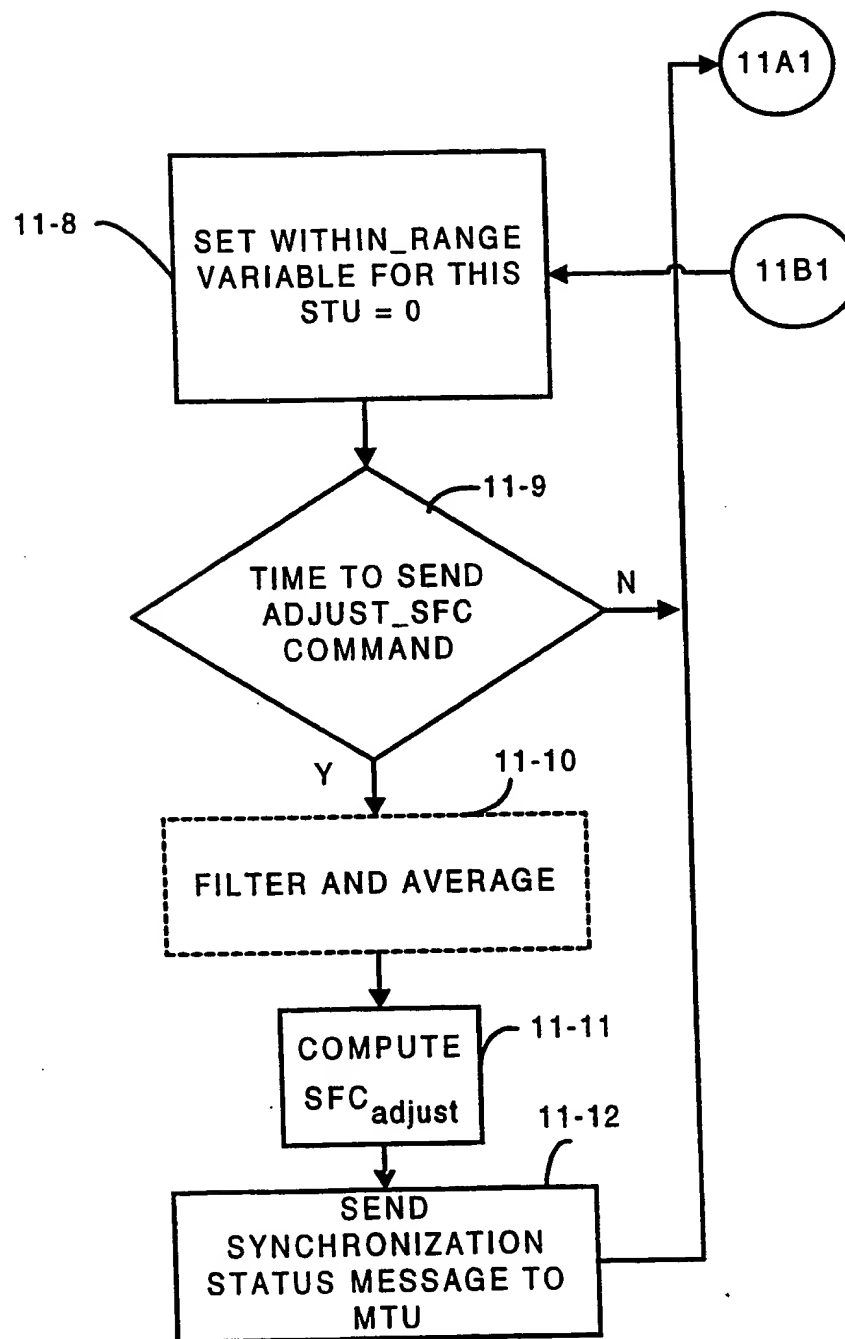 11A1
11-8
SET WITHIN_RANGE
VARIABLE FOR THIS
STU = 0
11B1
11-9
TIME TO SEND
ADJUST_SFC
COMMAND
N
Y
11-10
FILTER AND AVERAGE
11-11
COMPUTE
SFCadjust
11-12
SEND
SYNCHRONIZATION
STATUS MESSAGE TO
MTU